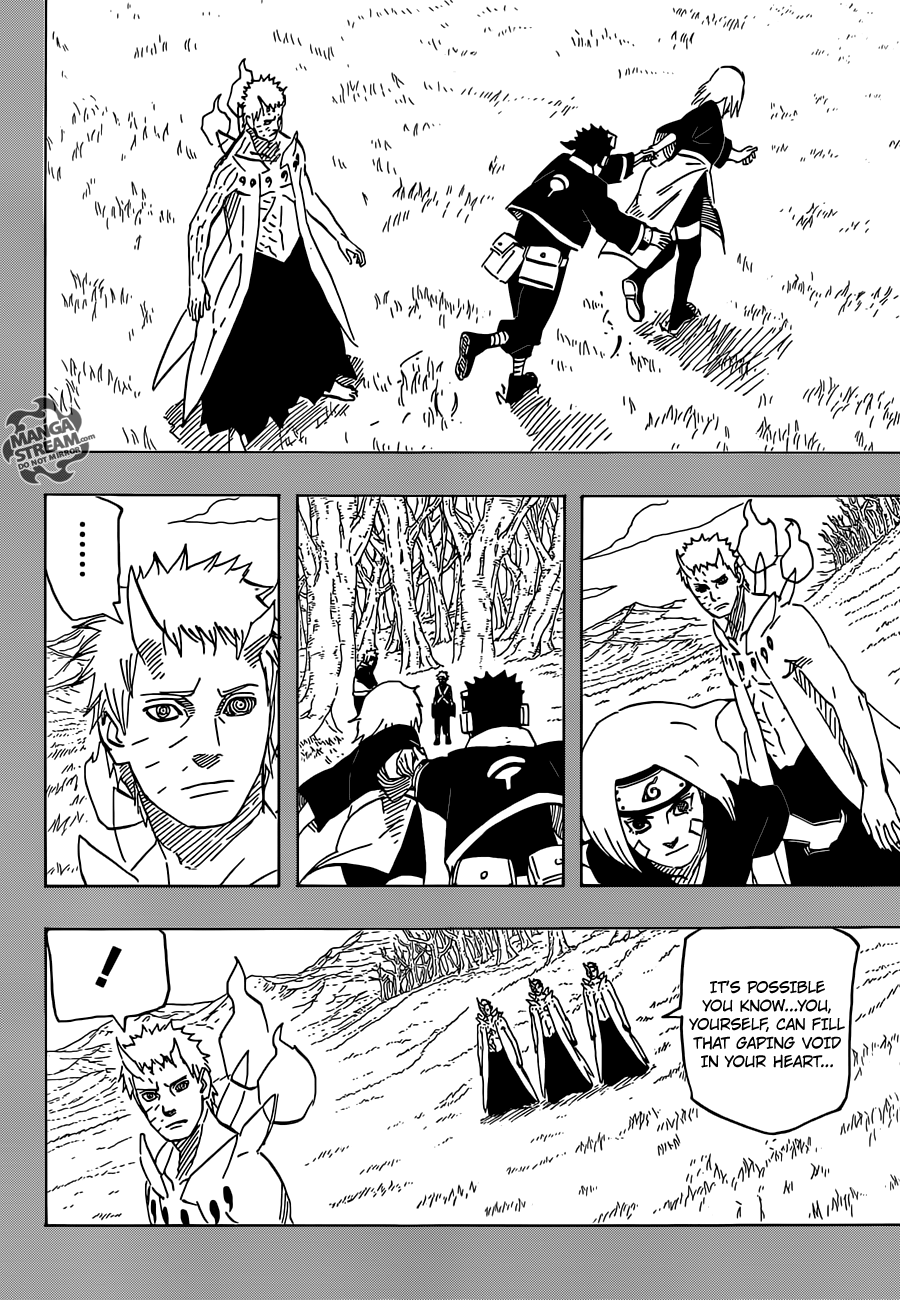 MANGA
STREAM.com
DO NOT MIRROR
......
!
IT'S POSSIBLE
YOU KNOW...YOU,
YOURSELF, CAN FILL
THAT GAPING VOID
IN YOUR HEART...